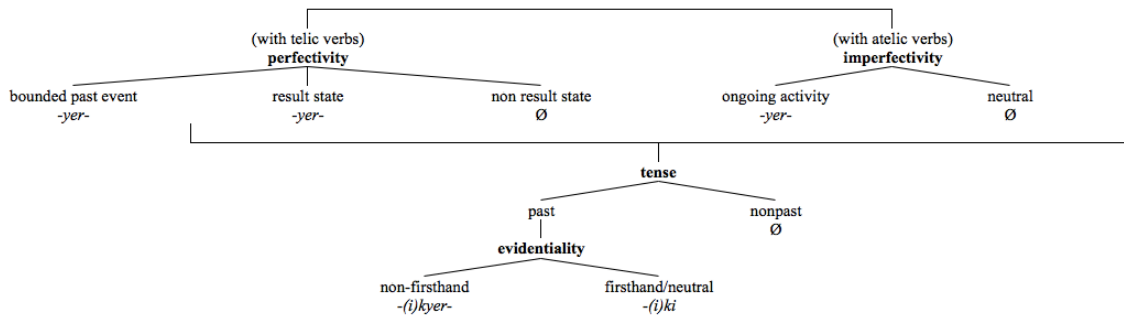 (with telic verbs) (with atelic verbs)
perfectivity imperfectivity
bounded past event result state non result state ongoing activity neutral
-yer- -yer- Ø -yer- Ø
tense
past nonpast
Ø
evidentiality
non-firsthand firsthand/neutral
-(i)kyer- -(i)ki